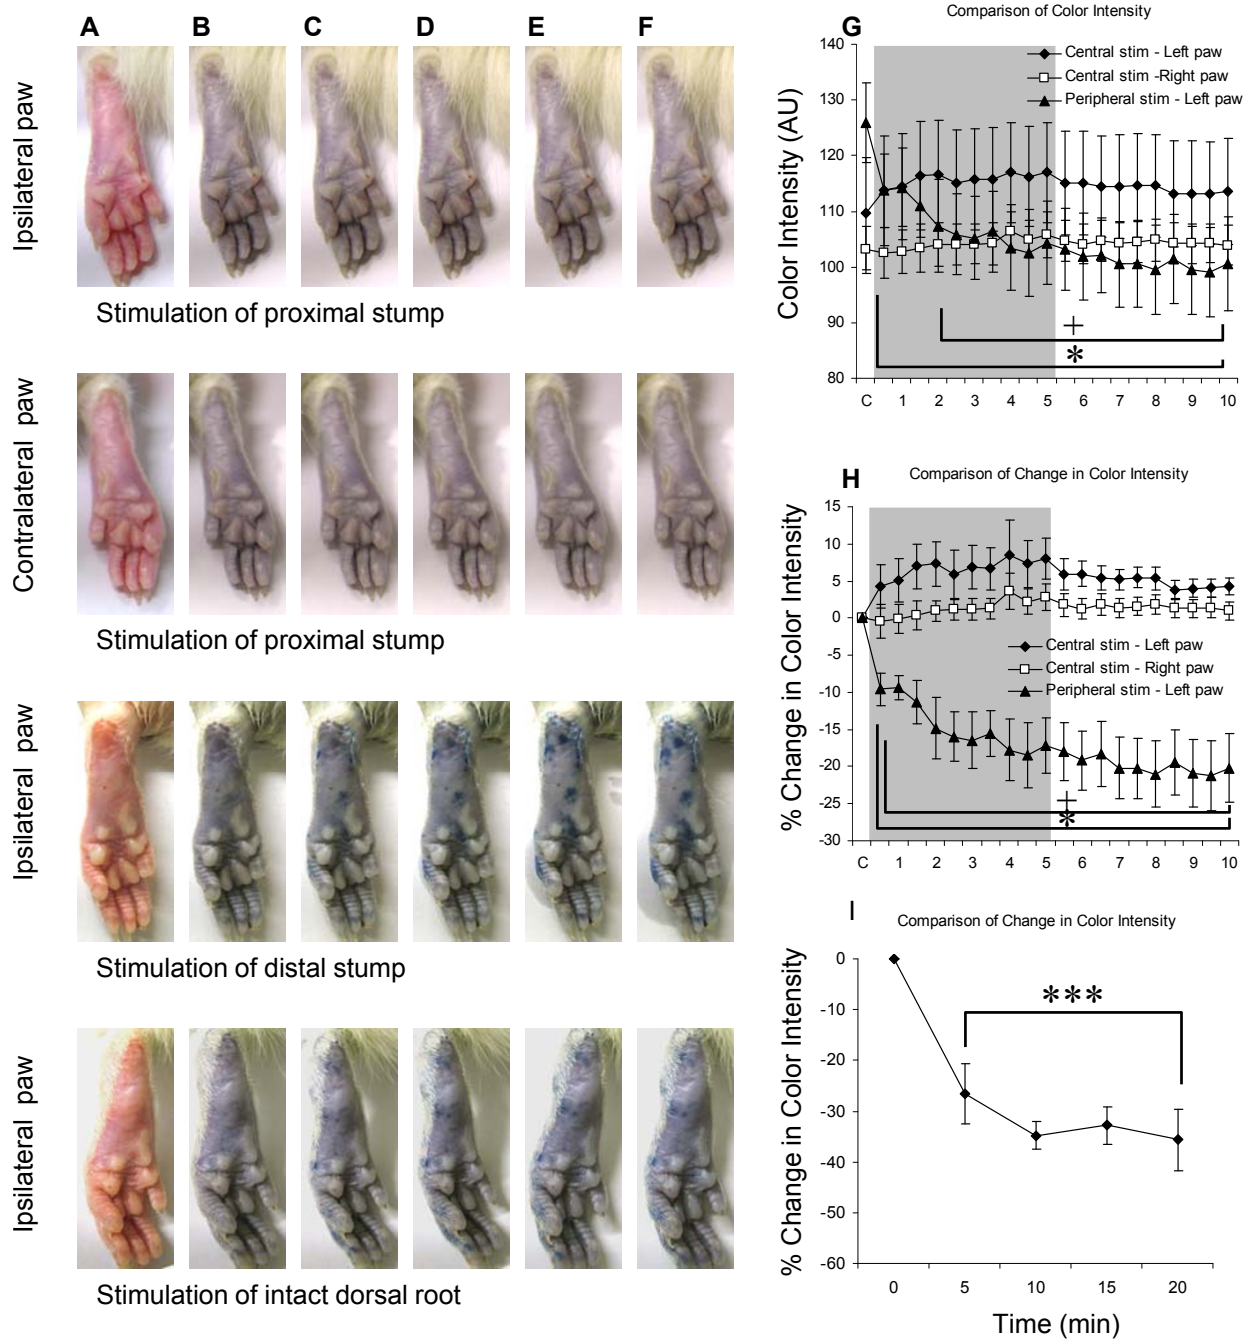 A B C D E F
Ipsilateral paw
Stimulation of proximal stump
Contralateral paw
Stimulation of proximal stump
Ipsilateral paw
Stimulation of distal stump
Ipsilateral paw
Stimulation of intact dorsal root
G
Comparison of Color Intensity
Color Intensity (AU)
140
130
120
110
100
90
80
Central stim - Left paw
Central stim -Right paw
Peripheral stim - Left paw
+
*
C 1 2 3 4 5 6 7 8 9 10
H
Comparison of Change in Color Intensity
% Change in Color Intensity
15
10
5
0
-5
-10
-15
-20
-25
-30
Central stim - Left paw
Central stim - Right paw
Peripheral stim - Left paw
+
*
C 1 2 3 4 5 6 7 8 9 10
I
Comparison of Change in Color Intensity
% Change in Color Intensity
0
-10
-20
-30
-40
-50
-60
***
0 5 10 15 20
Time (min)